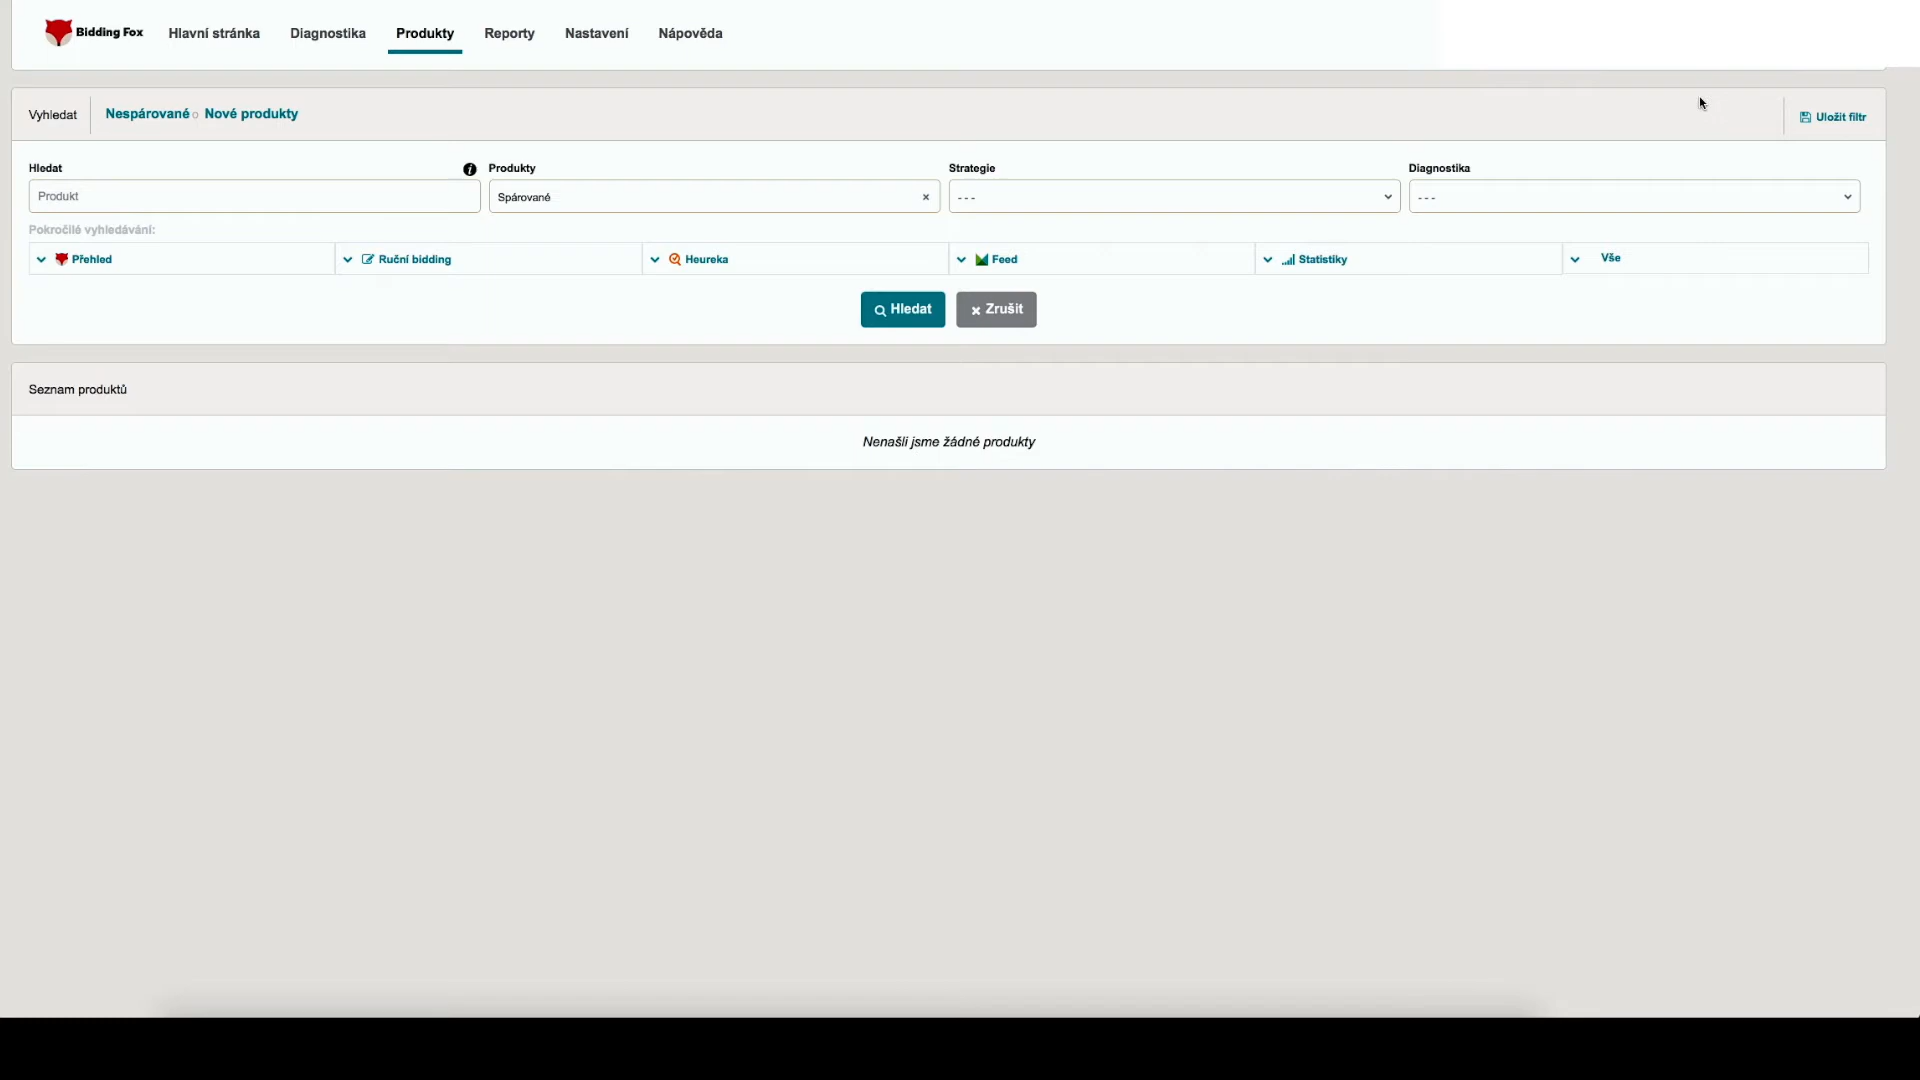 Bidding Fox Hlavní stránka Diagnostika Produkty Reporty Nastavení Nápověda
Vyhledat Nespárované Nové produkty Uložit filtr
Hledat Produkty Strategie Diagnostika
Produkt Spárované × --- ---
Pokročilé vyhledávání:
Přehled Ruční bidding Heureka Feed Statistiky Vše
Hledat Zrušit
Seznam produktů
Nenašli jsme žádné produkty